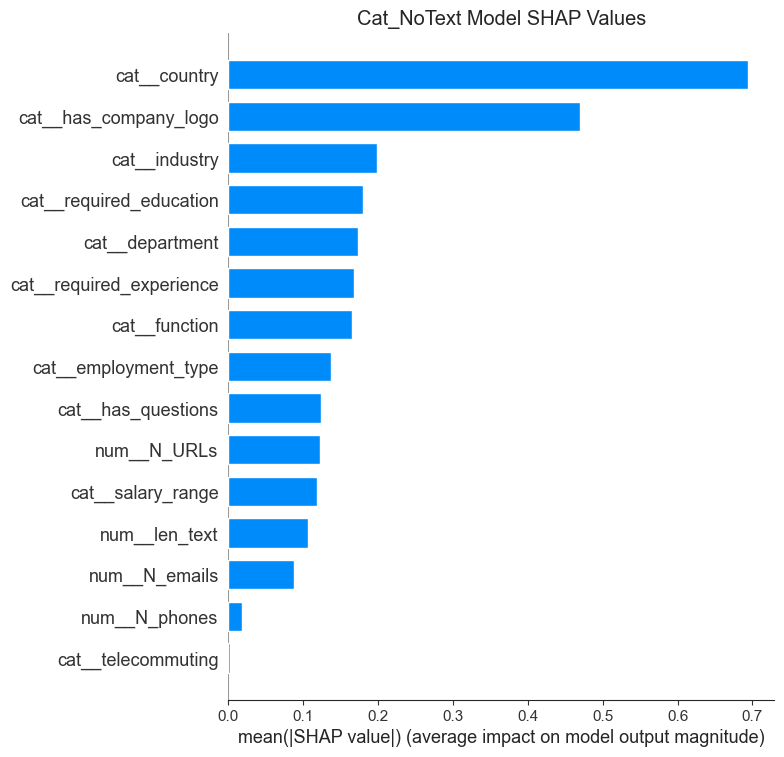 Cat_NoText Model SHAP Values
cat__country
cat__has_company_logo
cat__industry
cat__required_education
cat__department
cat__required_experience
cat__function
cat__employment_type
cat__has_questions
num__N_URLs
cat__salary_range
num__len_text
num__N_emails
num__N_phones
cat__telecommuting
0.0 0.1 0.2 0.3 0.4 0.5 0.6 0.7
mean(|SHAP value|) (average impact on model output magnitude)